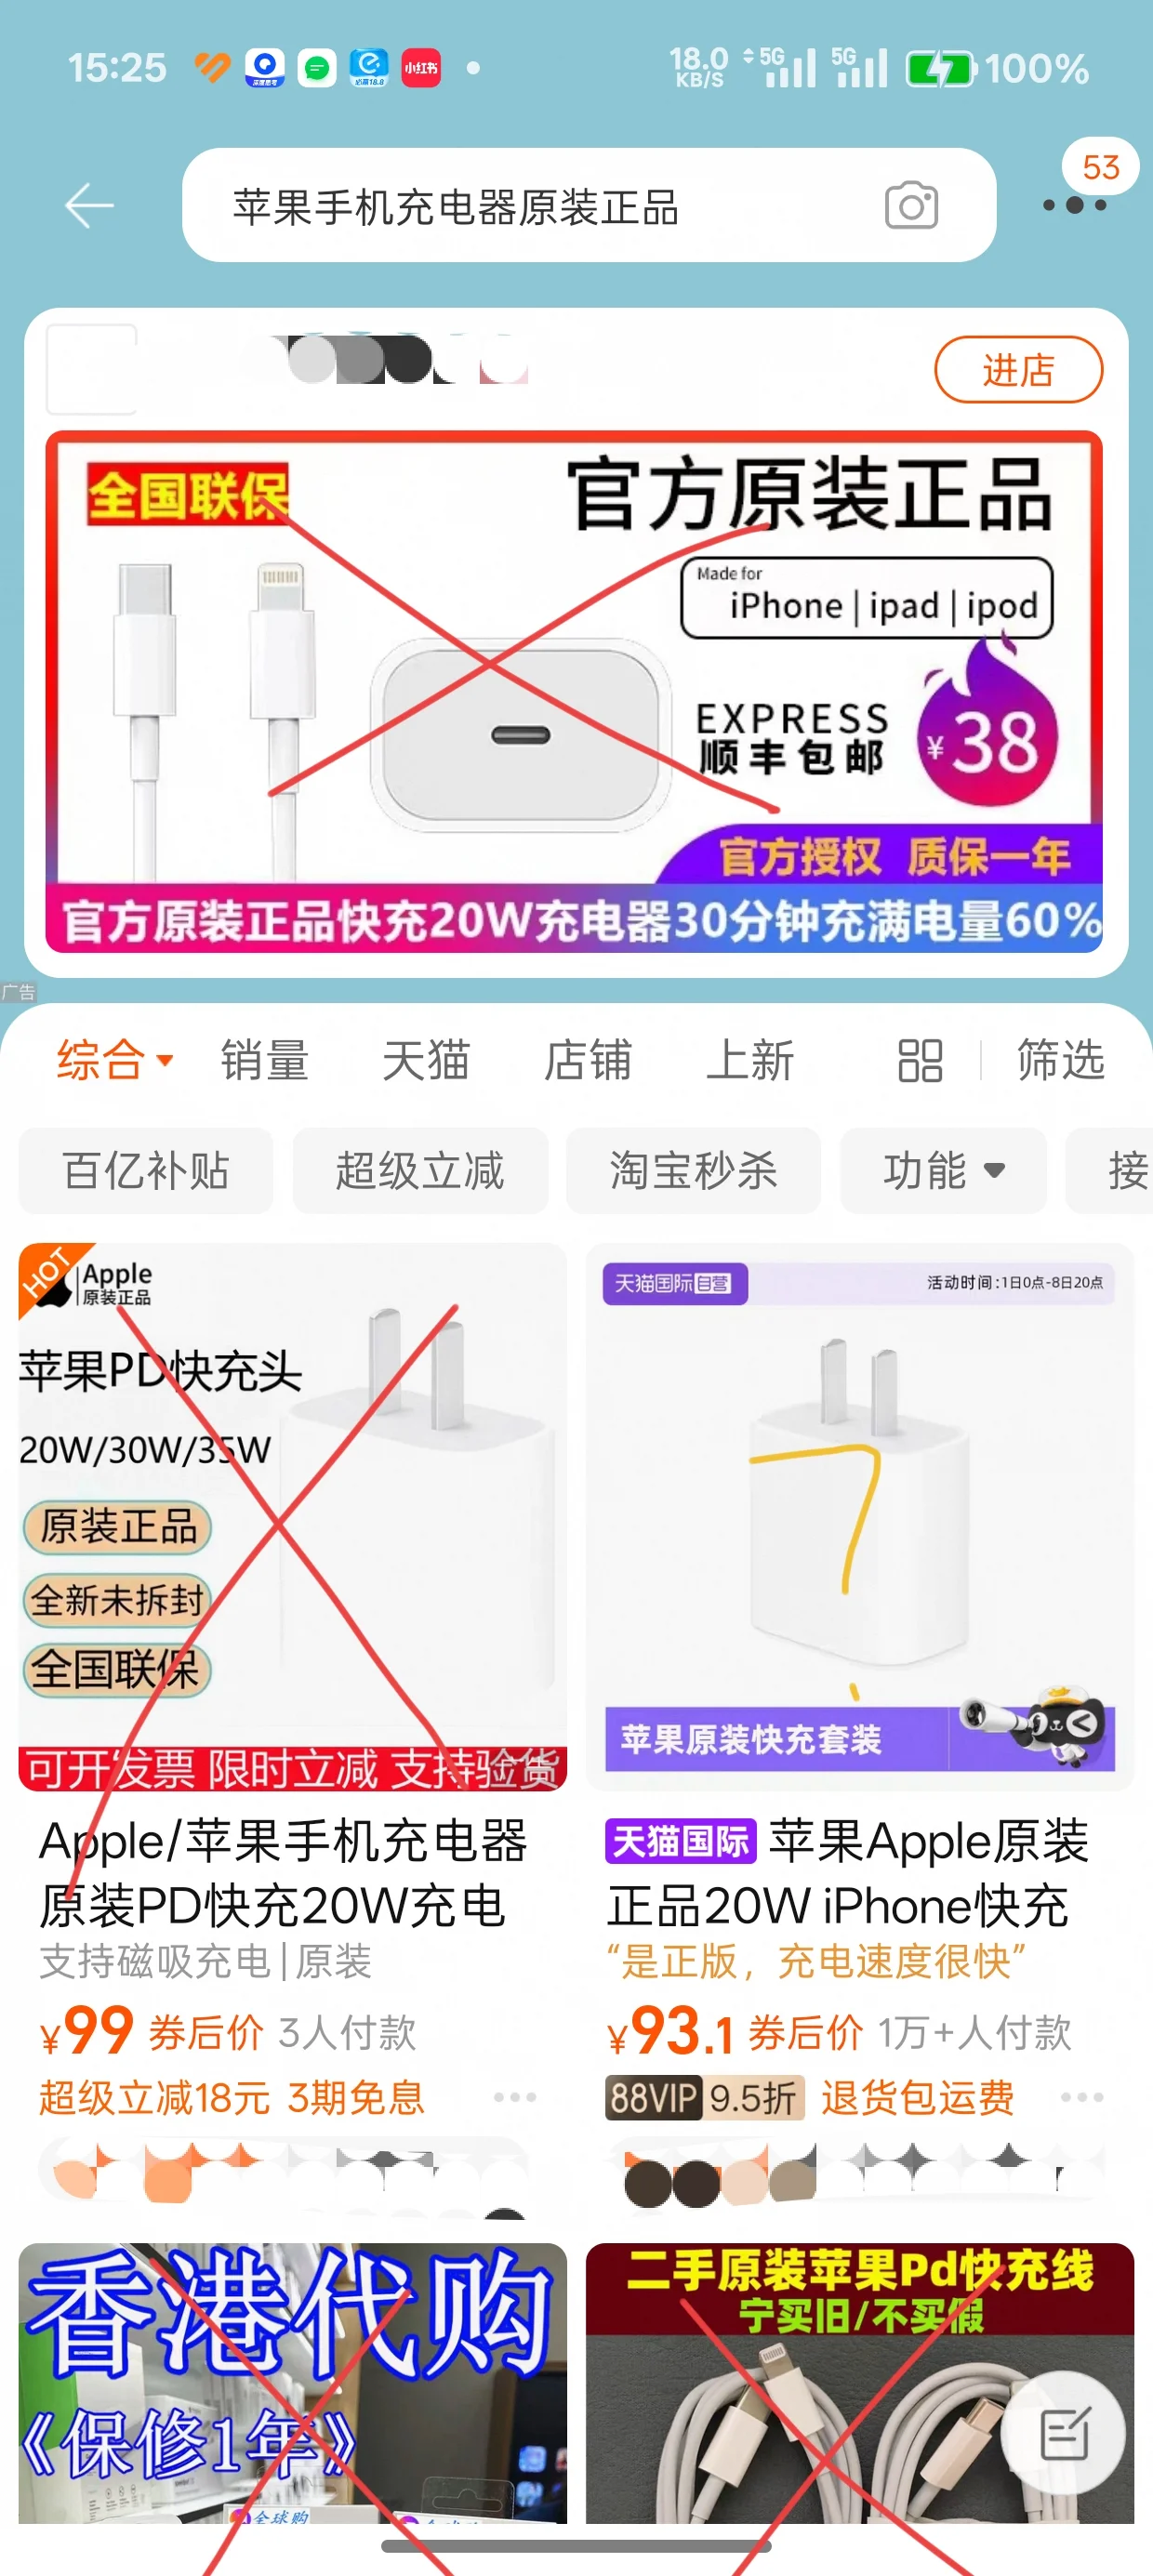 15:25
小红书
18.0
KB/S
5G
5G
100%
53
苹果手机充电器原装正品
进店
全国联保
官方原装正品
Made for
iPhone | ipad | ipod
EXPRESS
顺丰包邮
¥38
官方授权 质保一年
官方原装正品快充20W充电器30分钟充满电量60%
广告
综合 销量 天猫 店铺 上新 筛选
百亿补贴 超级立减 淘宝秒杀 功能 接
HOT
Apple
原装正品
苹果PD快充头
20W/30W/35W
原装正品
全新未拆封
全国联保
可开发票 限时立减 支持验货
Apple/苹果手机充电器
原装PD快充20W充电
支持磁吸充电|原装
¥99 券后价 3人付款
超级立减18元 3期免息
天猫国际自营
活动时间:1日0点-8日20点
苹果原装快充套装
天猫国际 苹果Apple原装
正品20W iPhone快充
“是正版，充电速度很快”
¥93.1 券后价 1万+人付款
88VIP 9.5折 退货包运费
香港代购
《保修1年》
全球购
二手原装苹果Pd快充线
宁买旧/不买假